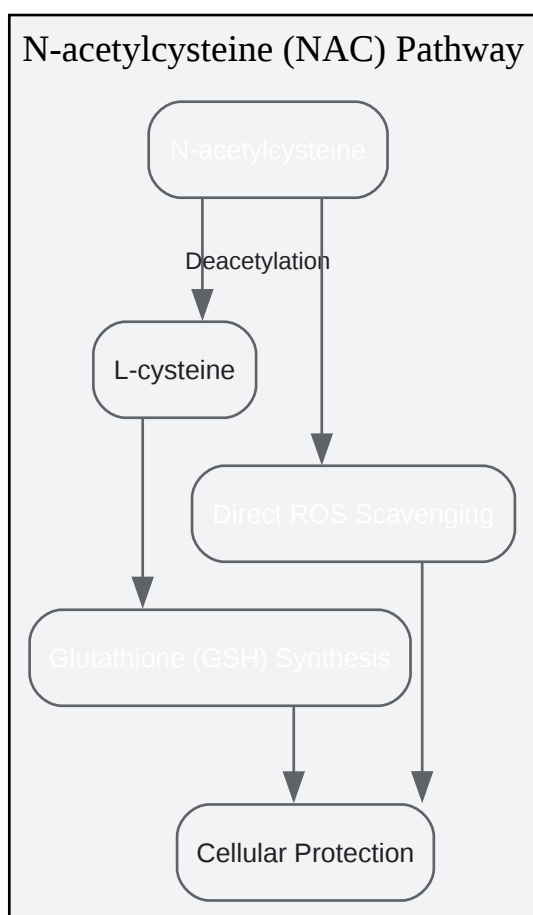 N-acetylcysteine (NAC) Pathway
N-acetylcysteine
Deacetylation
L-cysteine
Direct ROS Scavenging
Glutathione (GSH) Synthesis
Cellular Protection